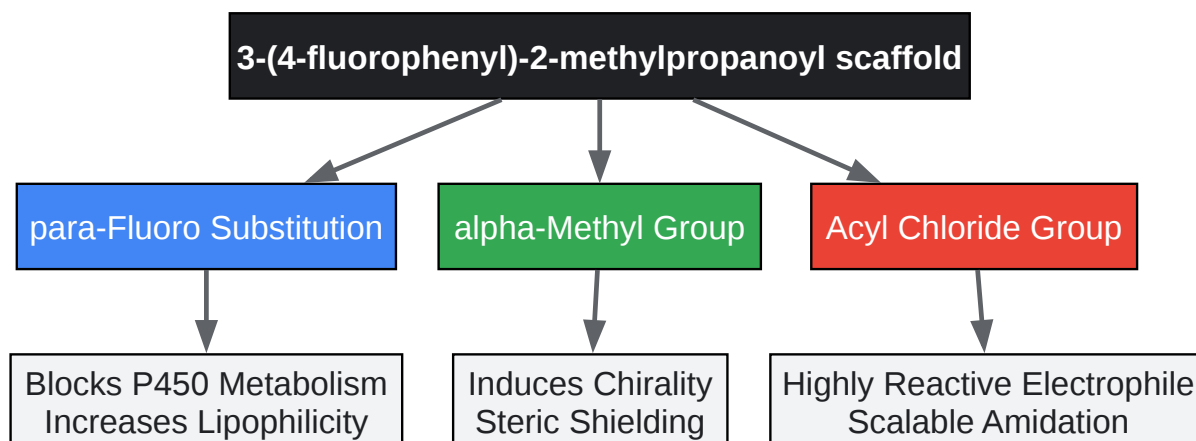 3-(4-fluorophenyl)-2-methylpropanoyl scaffold
para-Fluoro Substitution
alpha-Methyl Group
Acyl Chloride Group
Blocks P450 Metabolism
Increases Lipophilicity
Induces Chirality
Steric Shielding
Highly Reactive Electrophile
Scalable Amidation